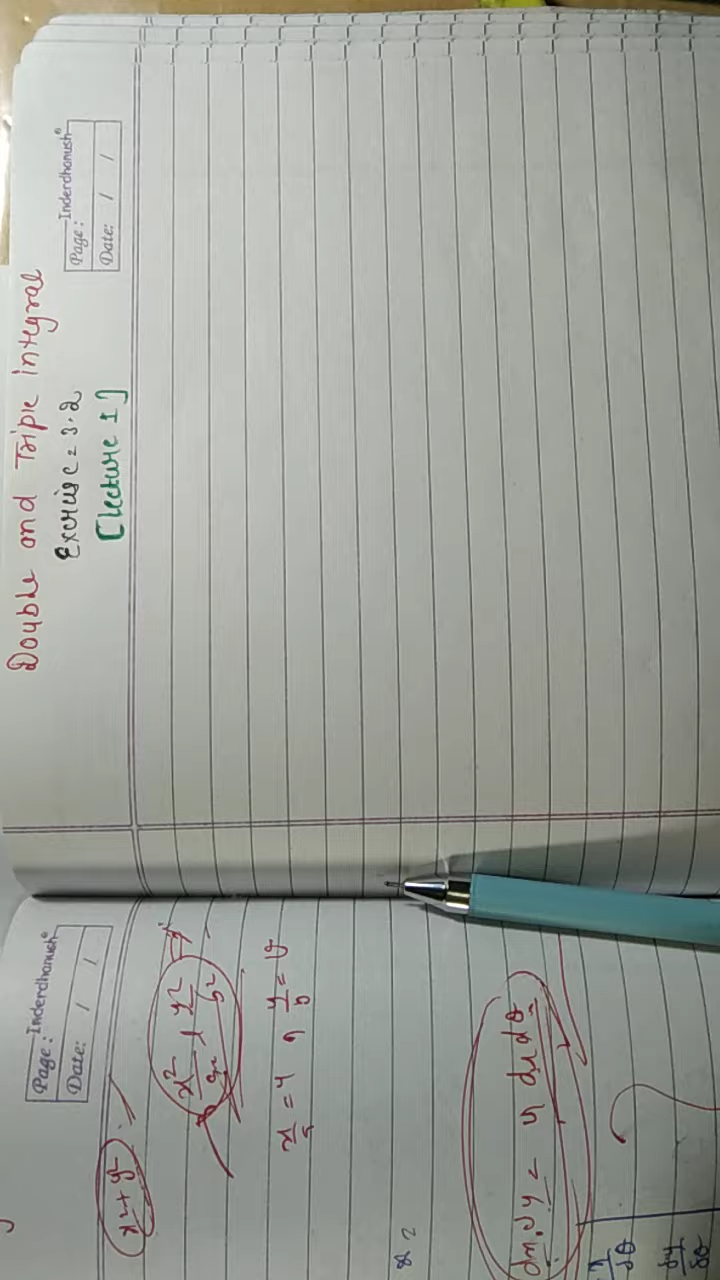 Double and Triple integral
Exercise = 3.2
[Lecture 1]
Inderdhanush®
Page:
Date: / /
Inderdhanush®
Page:
Date: / /
x² + y²
x²/a² + y²/b²
x/a = u , y/b = v
dx.dy = r dr dθ